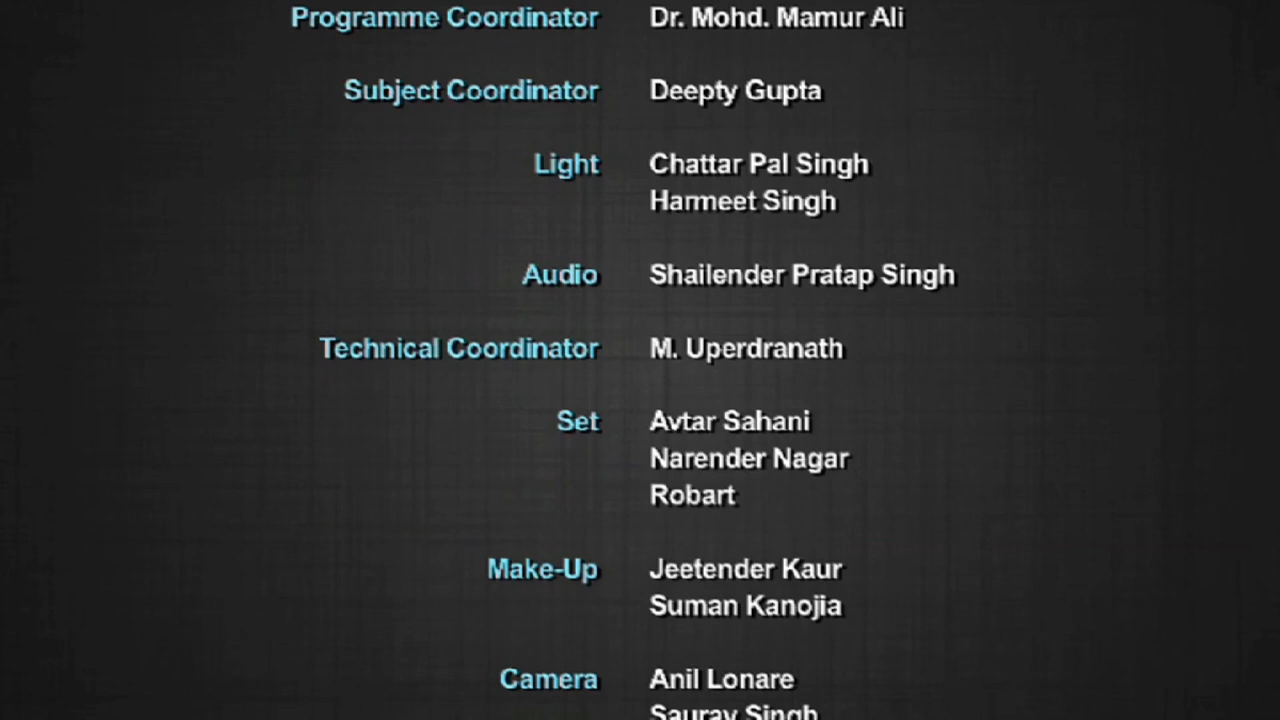 Programme Coordinator Dr. Mohd. Mamur Ali
Subject Coordinator Deepty Gupta
Light Chattar Pal Singh
Harmeet Singh
Audio Shailender Pratap Singh
Technical Coordinator M. Uperdranath
Set Avtar Sahani
Narender Nagar
Robart
Make-Up Jeetender Kaur
Suman Kanojia
Camera Anil Lonare
Saurav Singh